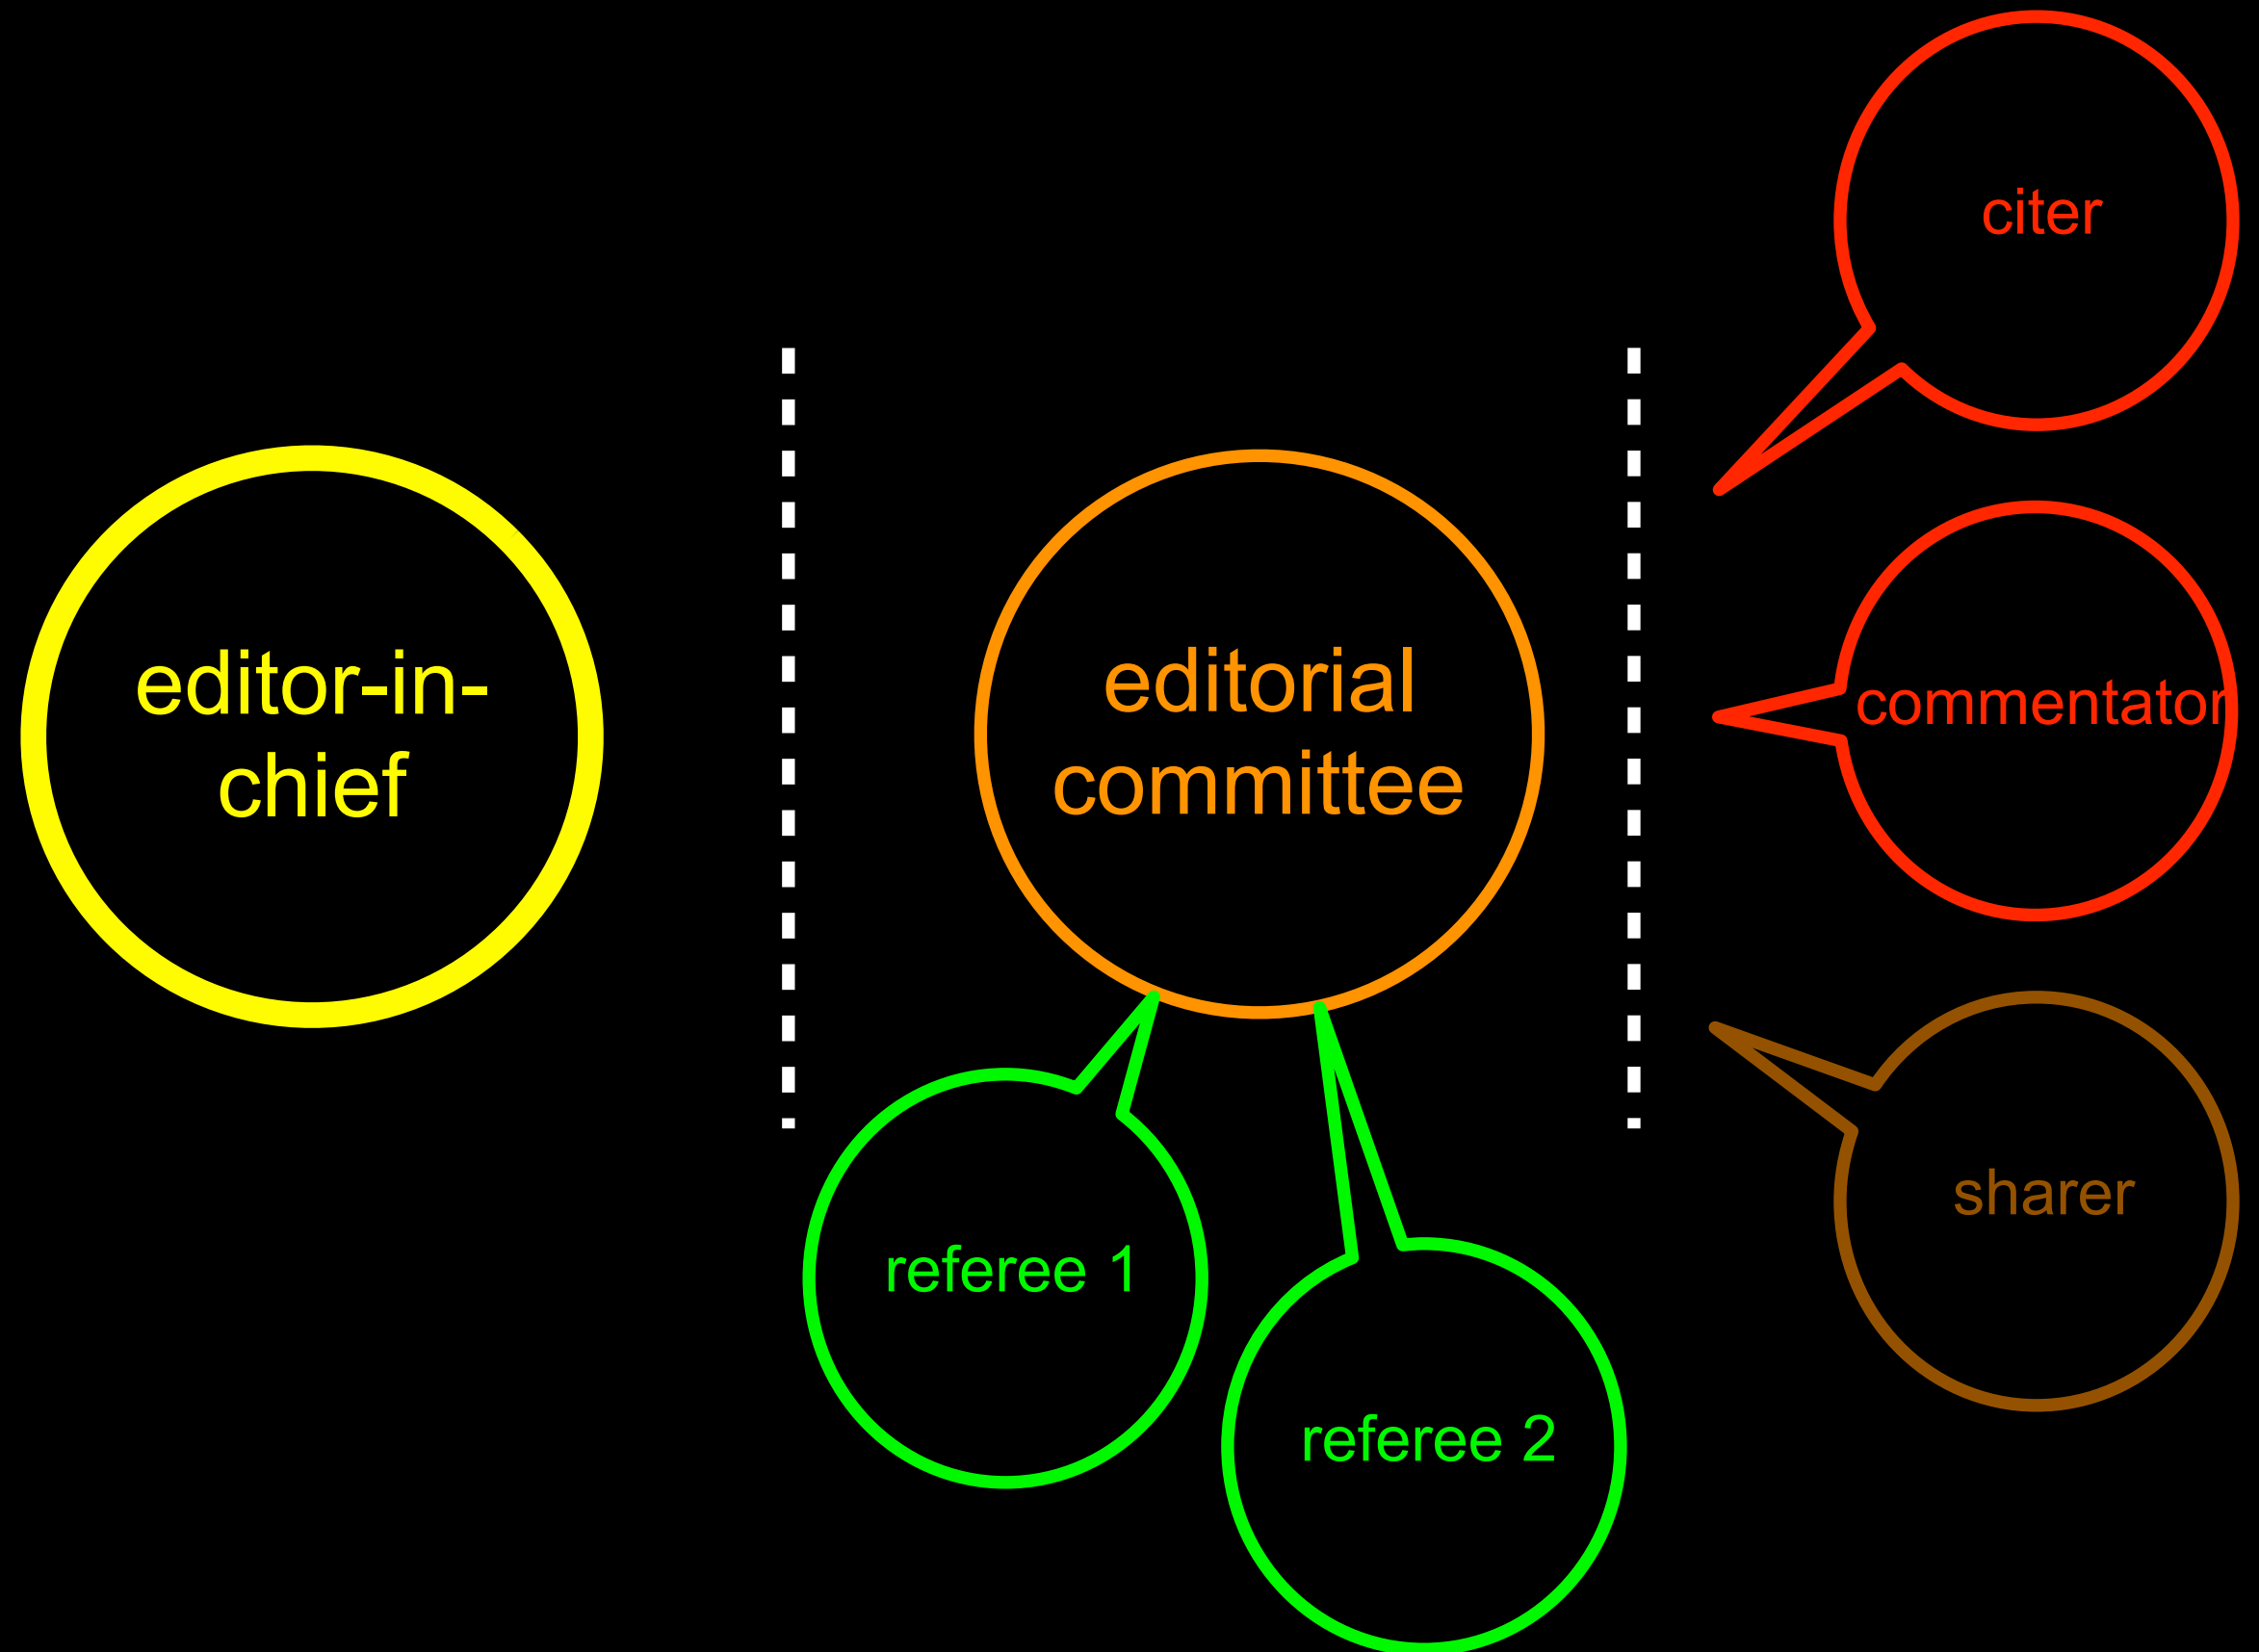 editor-in-
chief
editorial
committee
referee 1
referee 2
citer
commentator
sharer